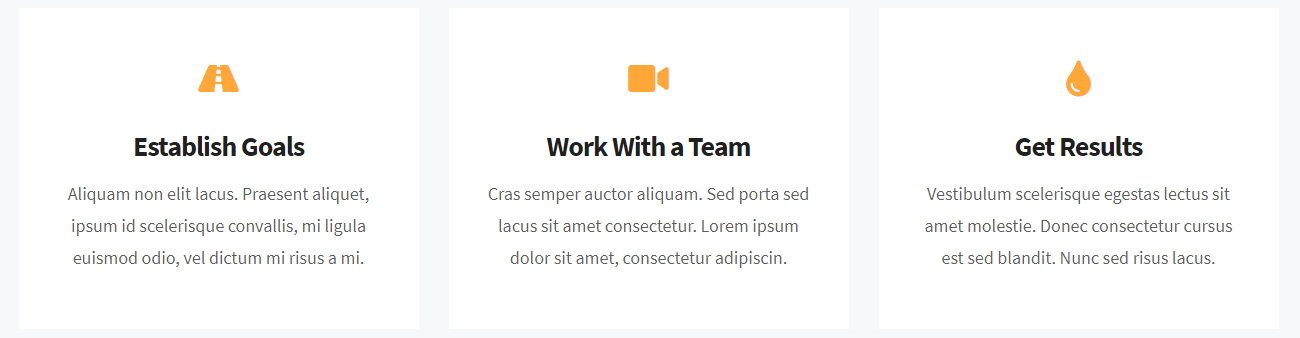 Establish Goals
Aliquam non elit lacus. Praesent aliquet,
ipsum id scelerisque convallis, mi ligula
euismod odio, vel dictum mi risus a mi.
Work With a Team
Cras semper auctor aliquam. Sed porta sed
lacus sit amet consectetur. Lorem ipsum
dolor sit amet, consectetur adipiscin.
Get Results
Vestibulum scelerisque egestas lectus sit
amet molestie. Donec consectetur cursus
est sed blandit. Nunc sed risus lacus.